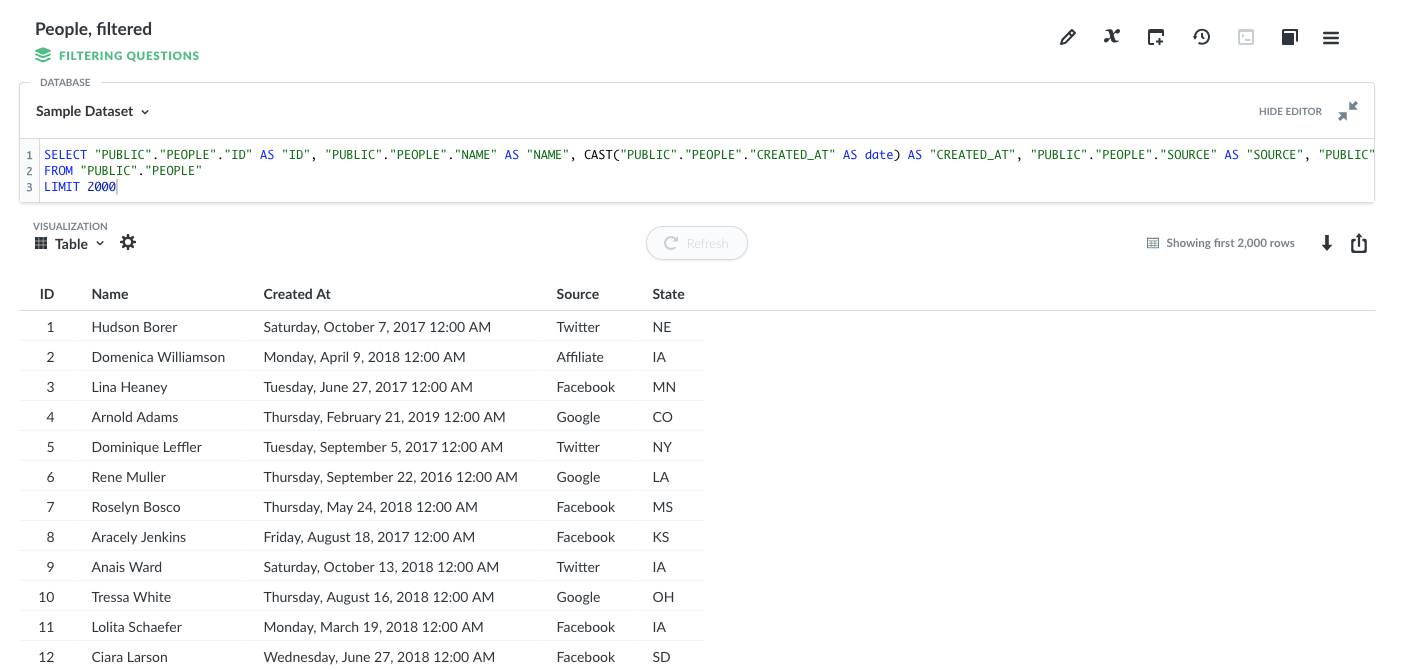 People, filtered
FILTERING QUESTIONS
DATABASE
Sample Dataset
HIDE EDITOR
1 SELECT "PUBLIC"."PEOPLE"."ID" AS "ID", "PUBLIC"."PEOPLE"."NAME" AS "NAME", CAST("PUBLIC"."PEOPLE"."CREATED_AT" AS date) AS "CREATED_AT", "PUBLIC"."PEOPLE"."SOURCE" AS "SOURCE", "PUBLIC"
2 FROM "PUBLIC"."PEOPLE"
3 LIMIT 2000
VISUALIZATION
Table
Refresh
Showing first 2,000 rows
ID Name Created At Source State
1 Hudson Borer Saturday, October 7, 2017 12:00 AM Twitter NE
2 Domenica Williamson Monday, April 9, 2018 12:00 AM Affiliate IA
3 Lina Heaney Tuesday, June 27, 2017 12:00 AM Facebook MN
4 Arnold Adams Thursday, February 21, 2019 12:00 AM Google CO
5 Dominique Leffler Tuesday, September 5, 2017 12:00 AM Twitter NY
6 Rene Muller Thursday, September 22, 2016 12:00 AM Google LA
7 Roselyn Bosco Thursday, May 24, 2018 12:00 AM Facebook MS
8 Aracely Jenkins Friday, August 18, 2017 12:00 AM Facebook KS
9 Anais Ward Saturday, October 13, 2018 12:00 AM Twitter IA
10 Tressa White Thursday, August 16, 2018 12:00 AM Google OH
11 Lolita Schaefer Monday, March 19, 2018 12:00 AM Facebook IA
12 Ciara Larson Wednesday, June 27, 2018 12:00 AM Facebook SD